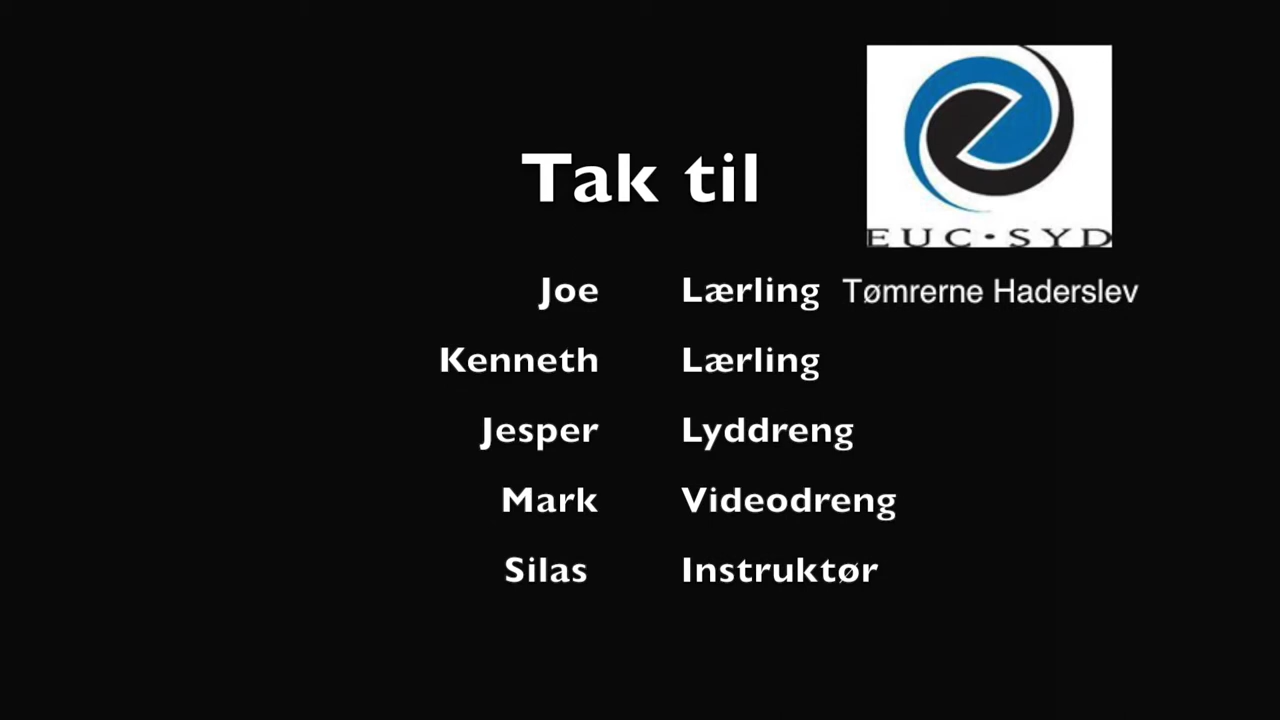 Tak til
EUC·SYD
Joe Lærling
Tømrerne Haderslev
Kenneth Lærling
Jesper Lyddreng
Mark Videodreng
Silas Instruktør